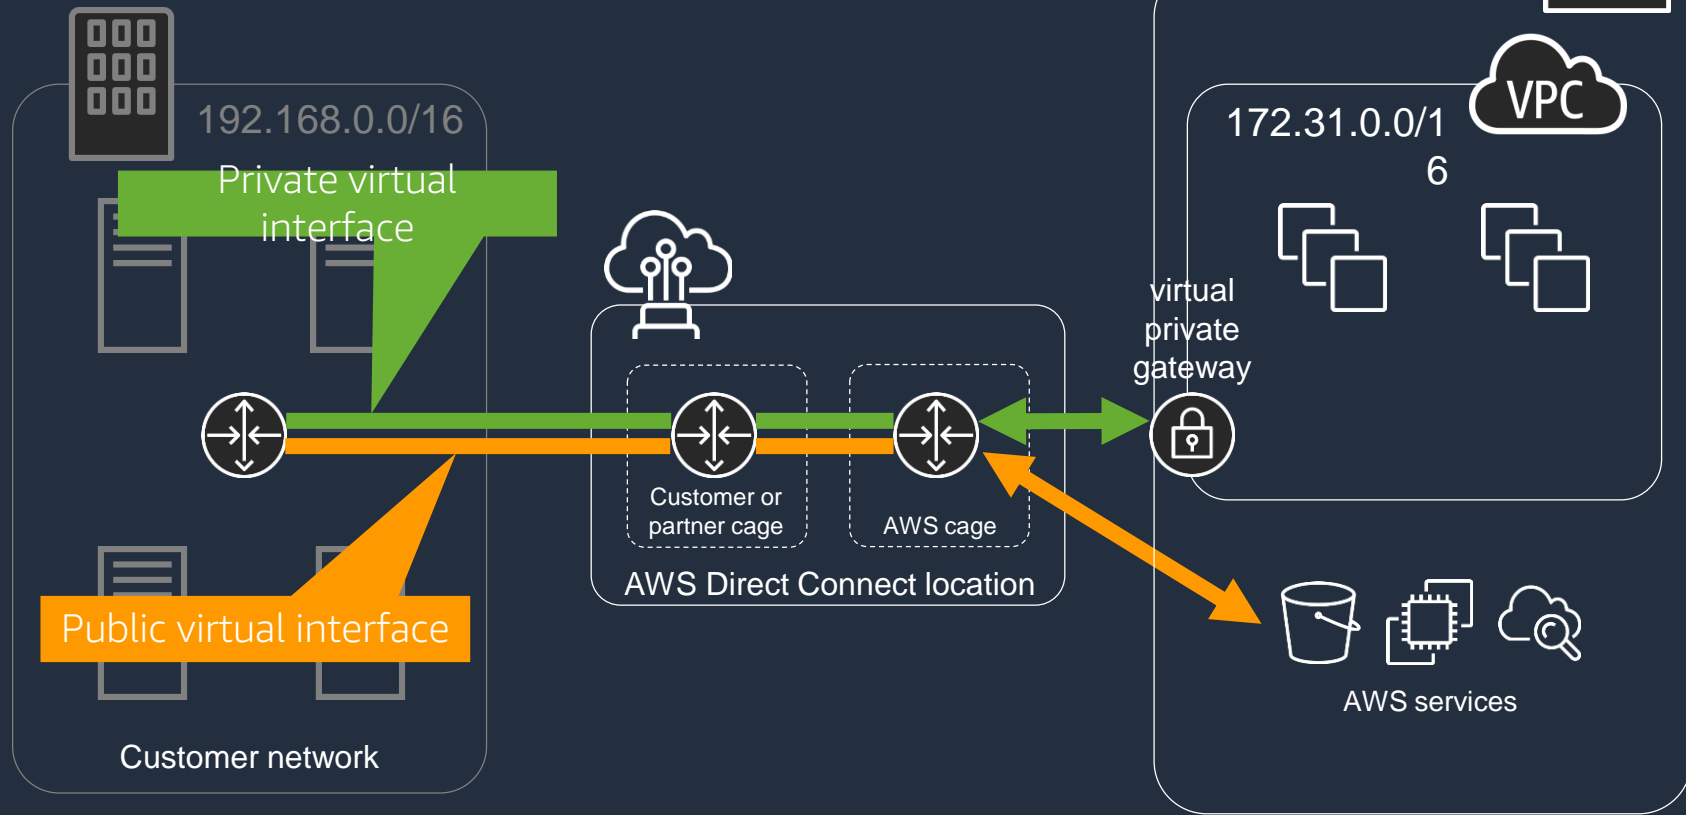 192.168.0.0/16
Private virtual
interface
Public virtual interface
Customer network
Customer or
partner cage
AWS cage
AWS Direct Connect location
virtual
private
gateway
VPC
172.31.0.0/1
6
AWS services